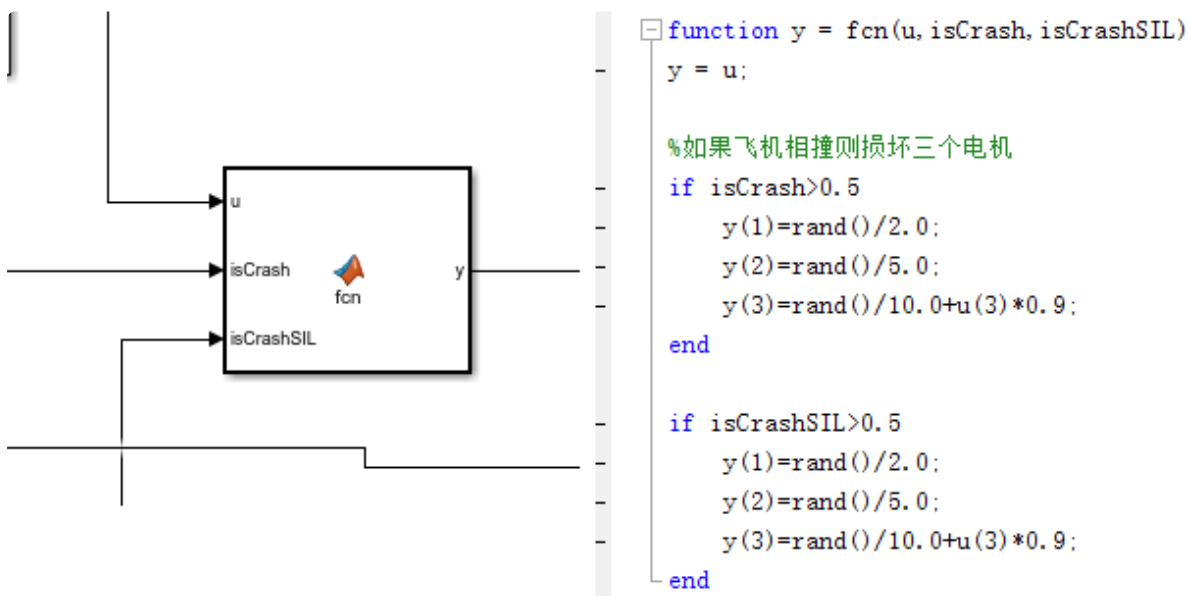 u
isCrash
fcn
y
isCrashSIL
function y = fcn(u,isCrash,isCrashSIL)
y = u;
%如果飞机相撞则损坏三个电机
if isCrash>0.5
y(1)=rand()/2.0;
y(2)=rand()/5.0;
y(3)=rand()/10.0+u(3)*0.9;
end
if isCrashSIL>0.5
y(1)=rand()/2.0;
y(2)=rand()/5.0;
y(3)=rand()/10.0+u(3)*0.9;
end